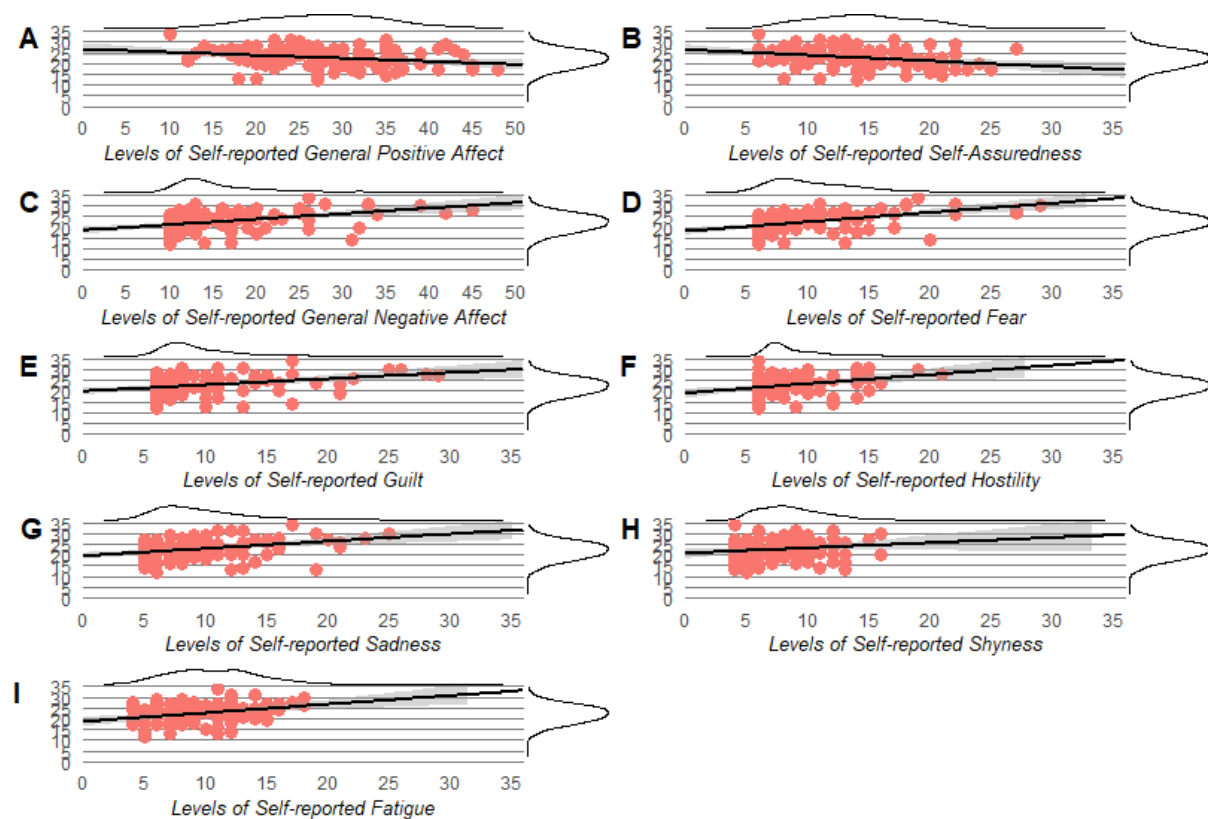 A
35
30
25
20
15
10
5
0
0 5 10 15 20 25 30 35 40 45 50
Levels of Self-reported General Positive Affect
B
35
30
25
20
15
10
5
0
0 5 10 15 20 25 30 35
Levels of Self-reported Self-Assuredness
C
35
30
25
20
15
10
5
0
0 5 10 15 20 25 30 35 40 45 50
Levels of Self-reported General Negative Affect
D
35
30
25
20
15
10
5
0
0 5 10 15 20 25 30 35
Levels of Self-reported Fear
E
35
30
25
20
15
10
5
0
0 5 10 15 20 25 30 35
Levels of Self-reported Guilt
F
35
30
25
20
15
10
5
0
0 5 10 15 20 25 30 35
Levels of Self-reported Hostility
G
35
30
25
20
15
10
5
0
0 5 10 15 20 25 30 35
Levels of Self-reported Sadness
H
35
30
25
20
15
10
5
0
0 5 10 15 20 25 30 35
Levels of Self-reported Shyness
I
35
30
25
20
15
10
5
0
0 5 10 15 20 25 30 35
Levels of Self-reported Fatigue